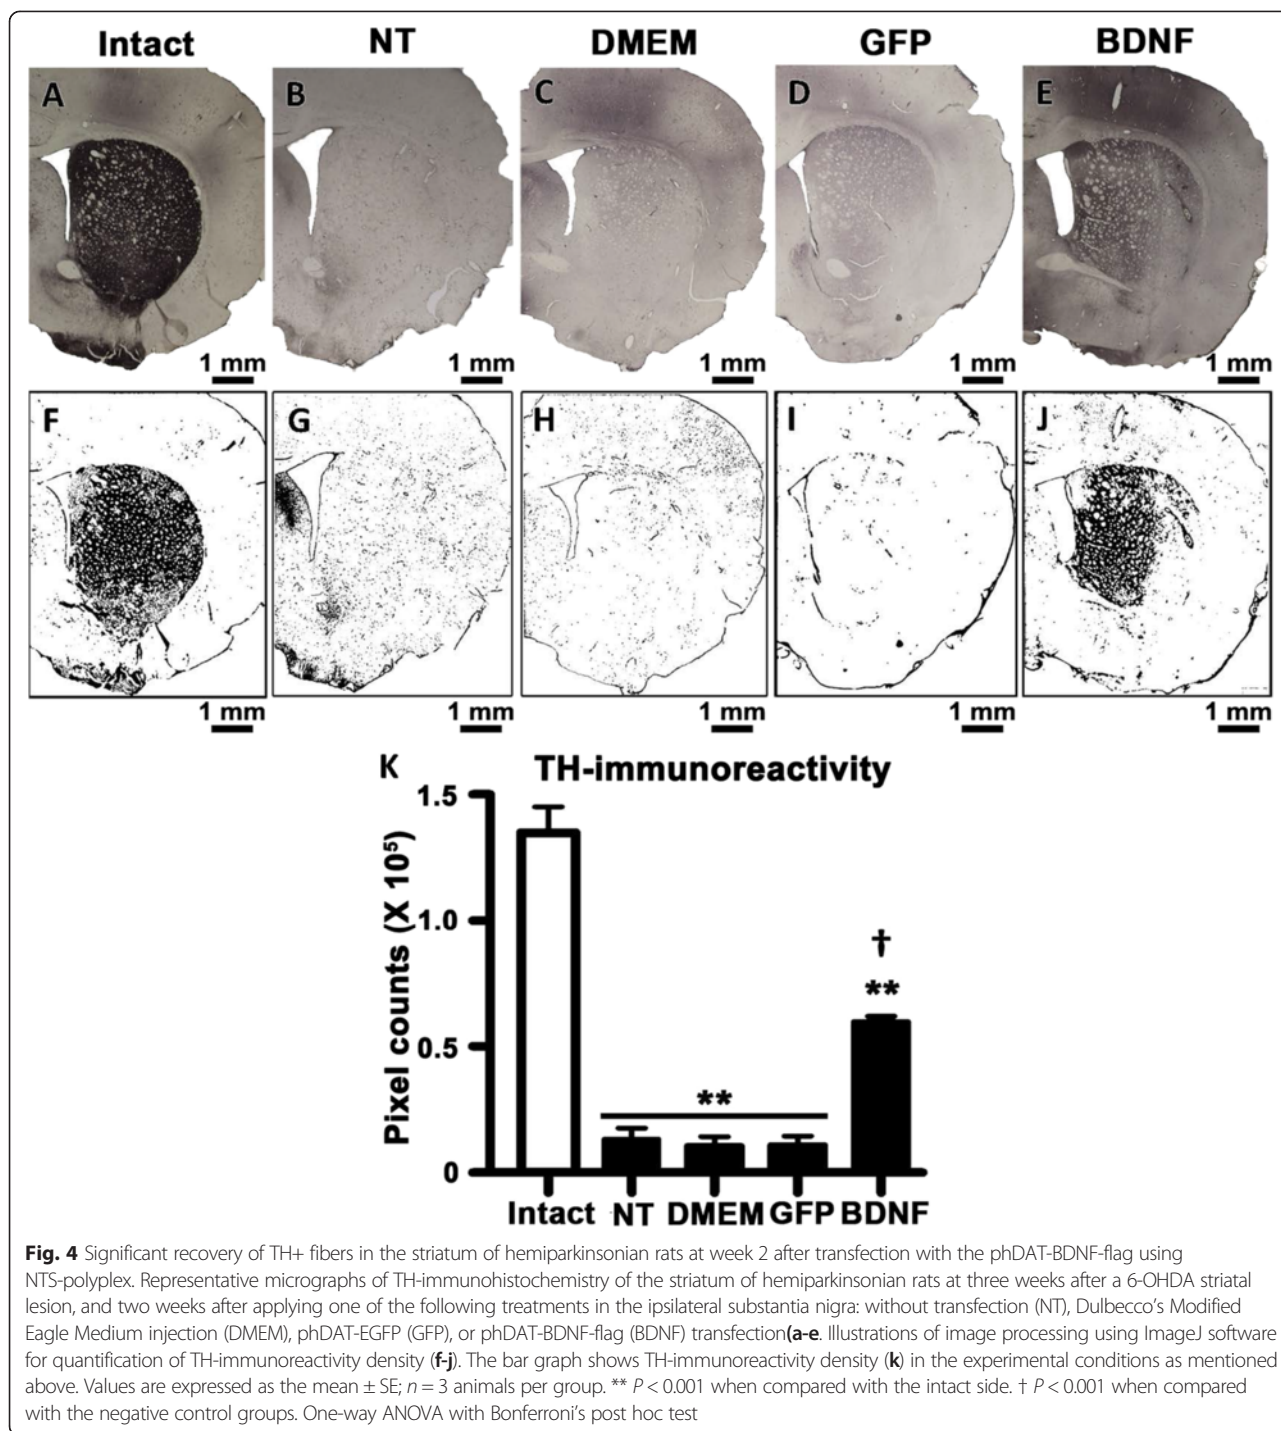 Intact NT DMEM GFP BDNF
A B C D E
1 mm 1 mm 1 mm 1 mm 1 mm
F G H I J
1 mm 1 mm 1 mm 1 mm 1 mm
K TH-immunoreactivity
Pixel counts (X 10⁵)
1.5
1.0
0.5
0
†
**
**
Intact NT DMEM GFP BDNF
Fig. 4 Significant recovery of TH+ fibers in the striatum of hemiparkinsonian rats at week 2 after transfection with the phDAT-BDNF-flag using
NTS-polyplex. Representative micrographs of TH-immunohistochemistry of the striatum of hemiparkinsonian rats at three weeks after a 6-OHDA striatal
lesion, and two weeks after applying one of the following treatments in the ipsilateral substantia nigra: without transfection (NT), Dulbecco's Modified
Eagle Medium injection (DMEM), phDAT-EGFP (GFP), or phDAT-BDNF-flag (BDNF) transfection(a-e. Illustrations of image processing using ImageJ software
for quantification of TH-immunoreactivity density (f-j). The bar graph shows TH-immunoreactivity density (k) in the experimental conditions as mentioned
above. Values are expressed as the mean ± SE; n = 3 animals per group. ** P < 0.001 when compared with the intact side. † P < 0.001 when compared
with the negative control groups. One-way ANOVA with Bonferroni's post hoc test